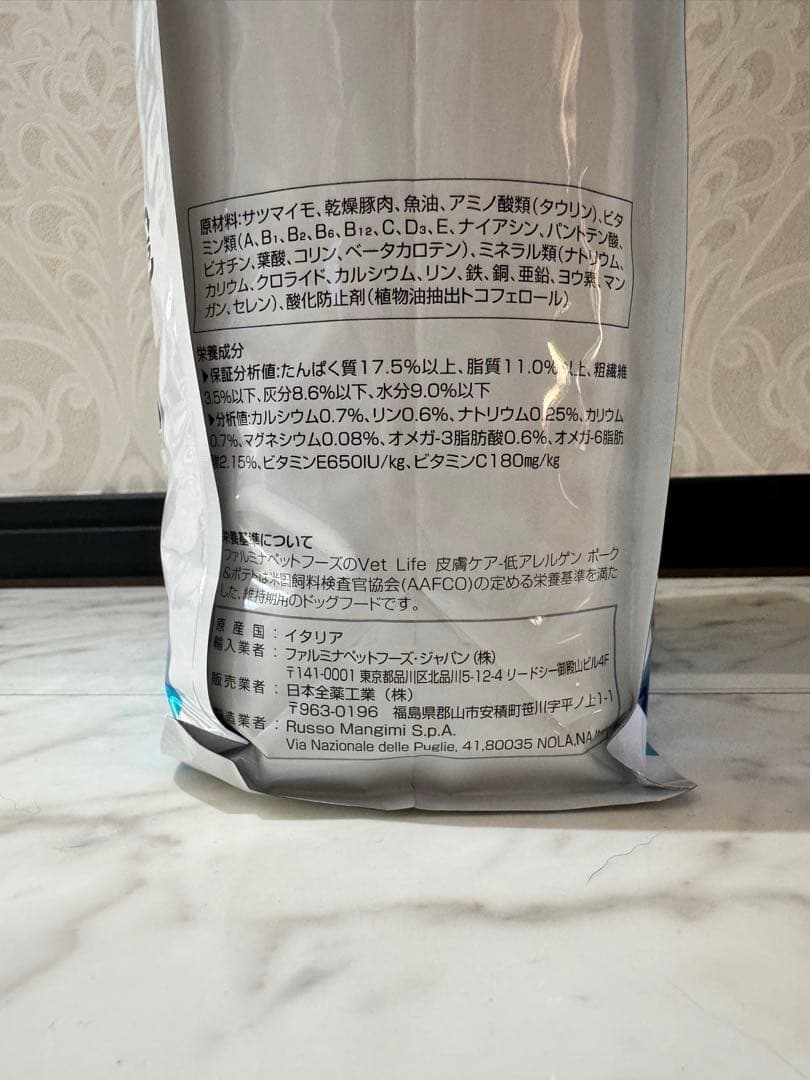 原材料:サツマイモ、乾燥豚肉、魚油、アミノ酸類(タウリン)、ビタ
ミン類(A、B1、B2、B6、B12、C、D3、E、ナイアシン、パントテン酸、
ビオチン、葉酸、コリン、ベータカロテン)、ミネラル類(ナトリウム、
カリウム、クロライド、カルシウム、リン、鉄、銅、亜鉛、ヨウ素、マン
ガン、セレン)、酸化防止剤(植物油抽出トコフェロール)
栄養成分
▶保証分析値:たんぱく質17.5%以上、脂質11.0%以上、粗繊維
3.5%以下、灰分8.6%以下、水分9.0%以下
▶分析値:カルシウム0.7%、リン0.6%、ナトリウム0.25%、カリウム
0.7%、マグネシウム0.08%、オメガ-3脂肪酸0.6%、オメガ-6脂肪
酸2.15%、ビタミンE650IU/kg、ビタミンC180mg/kg
栄養基準について
ファルミナペットフーズのVet Life 皮膚ケア-低アレルゲン ポーク
&ポテトは米国飼料検査官協会(AAFCO)の定める栄養基準を満た
した、維持期用のドッグフードです。
原産国:イタリア
輸入業者:ファルミナペットフーズ・ジャパン(株)
〒141-0001 東京都品川区北品川5-12-4 リードシー御殿山ビル4F
販売業者:日本全薬工業(株)
〒963-0196 福島県郡山市安積町笹川字平ノ上1-1
製造業者:Russo Mangimi S.p.A.
Via Nazionale delle Puglie, 41,80035 NOLA,NA